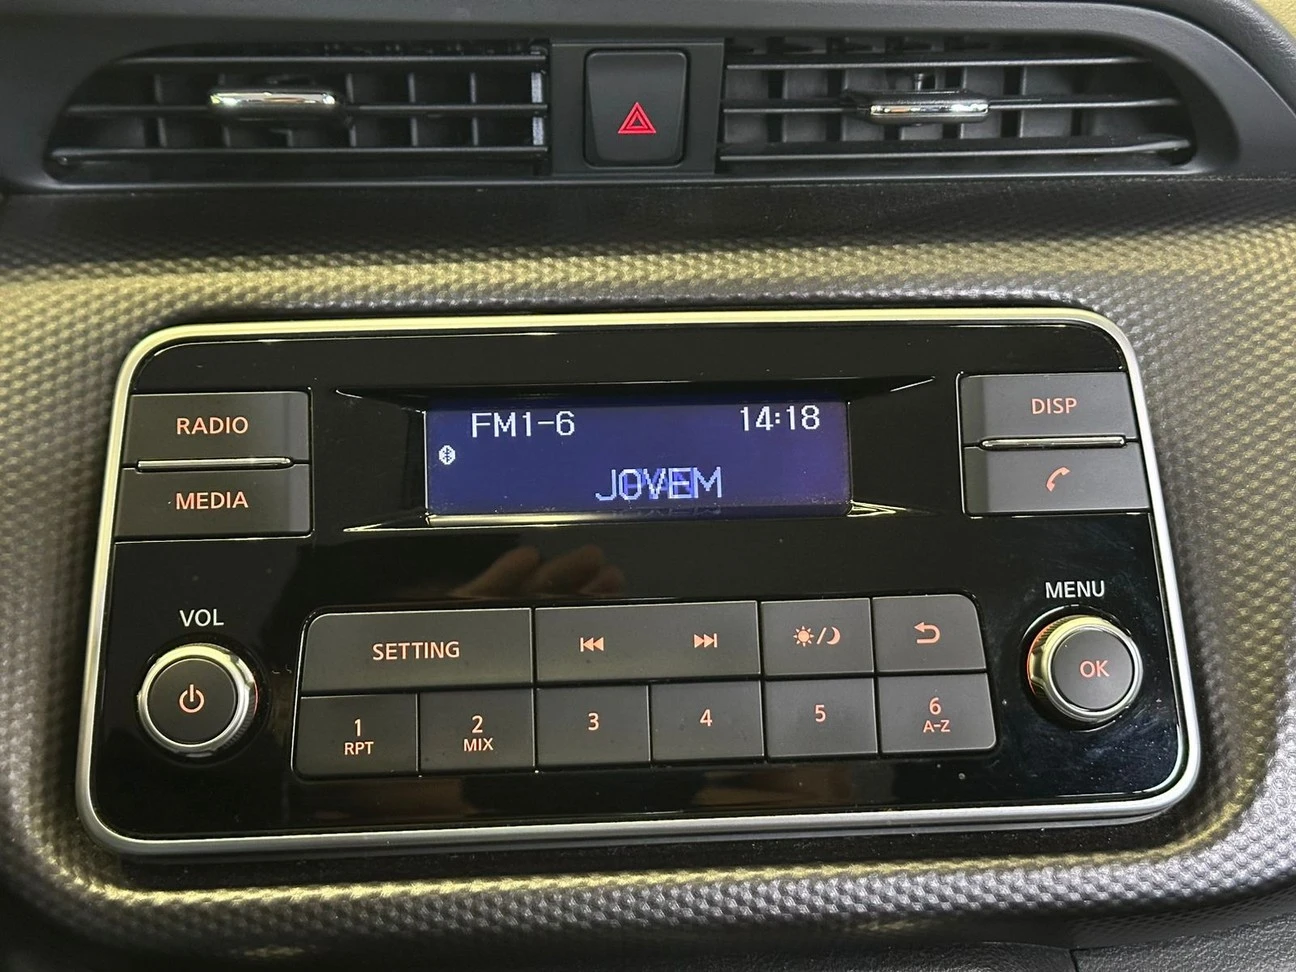 RADIO
MEDIA
FM1-6 14:18
JOVEM
DISP
VOL
MENU
SETTING
OK
1 2 3 4 5 6
RPT MIX A-Z